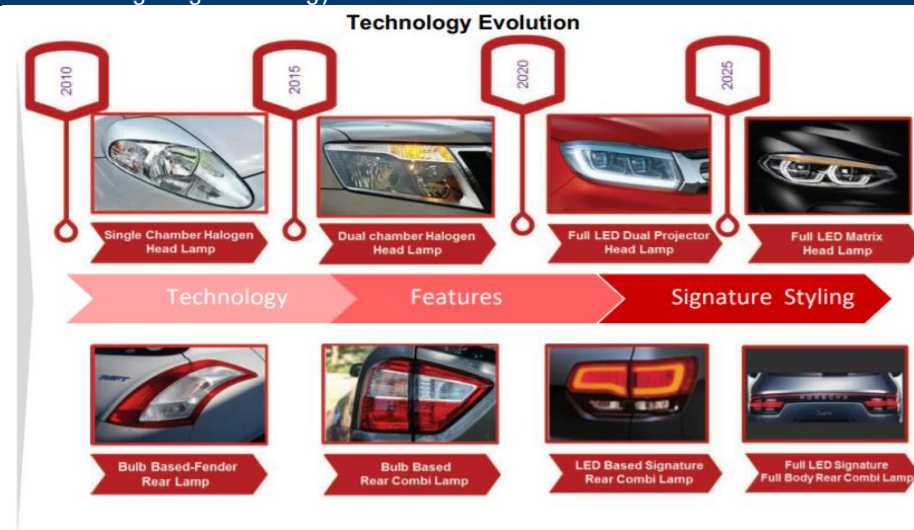 Technology Evolution
2010
2015
2020
2025
Single Chamber Halogen
Head Lamp
Dual chamber Halogen
Head Lamp
Full LED Dual Projector
Head Lamp
Full LED Matrix
Head Lamp
Technology
Features
Signature Styling
PORSCHE
Bulb Based-Fender
Rear Lamp
Bulb Based
Rear Combi Lamp
LED Based Signature
Rear Combi Lamp
Full LED Signature
Full Body Rear Combi Lamp